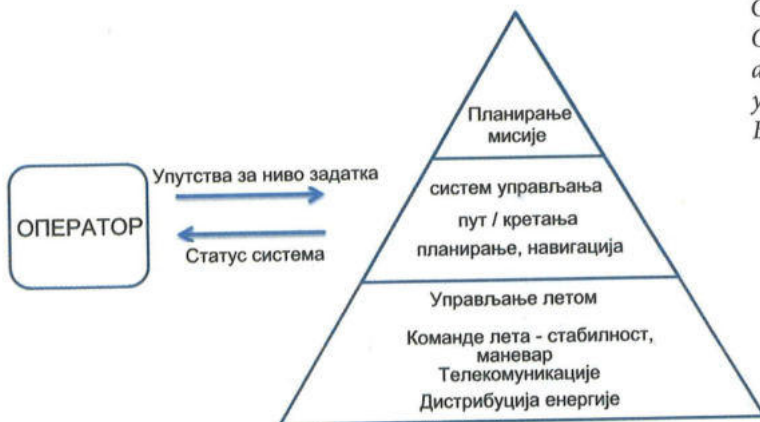 Планирање
мисије
Упутства за ниво задатка
ОПЕРАТОР
Статус система
систем управљања
пут / кретања
планирање, навигација
Управљање летом
Команде лета - стабилност,
маневар
Телекомуникације
Дистрибуција енергије